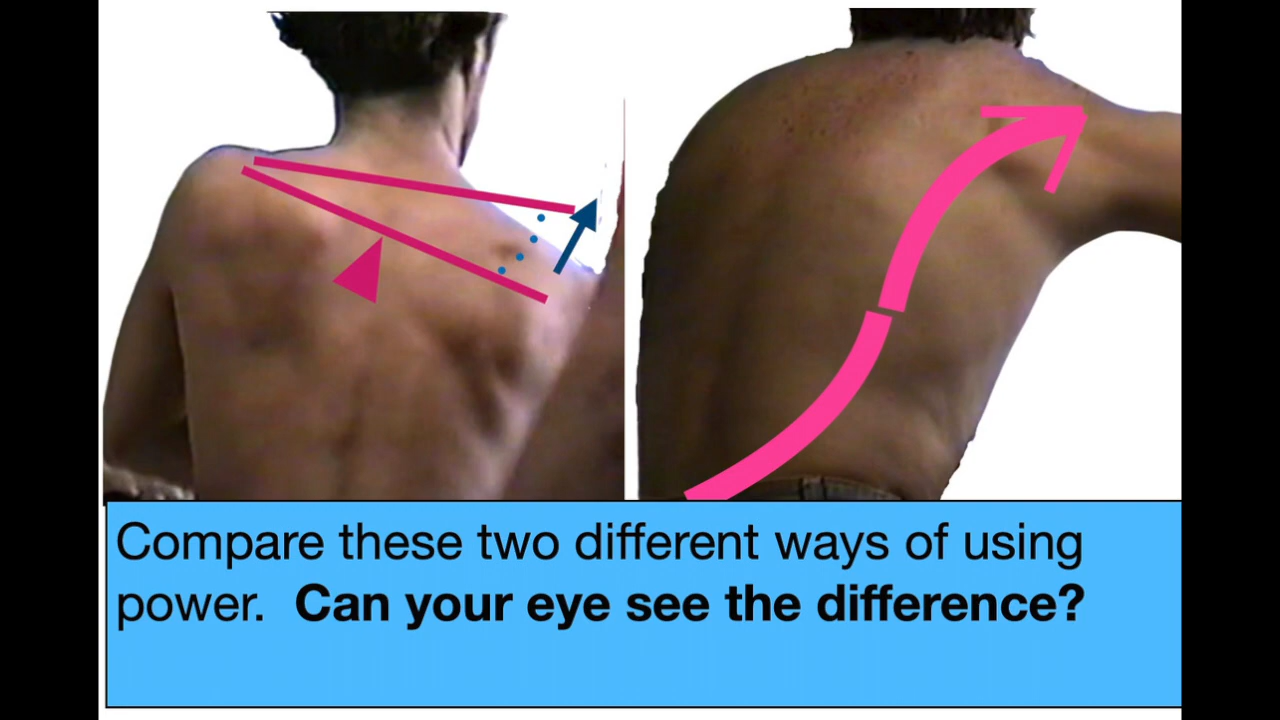 Compare these two different ways of using
power.  Can your eye see the difference?